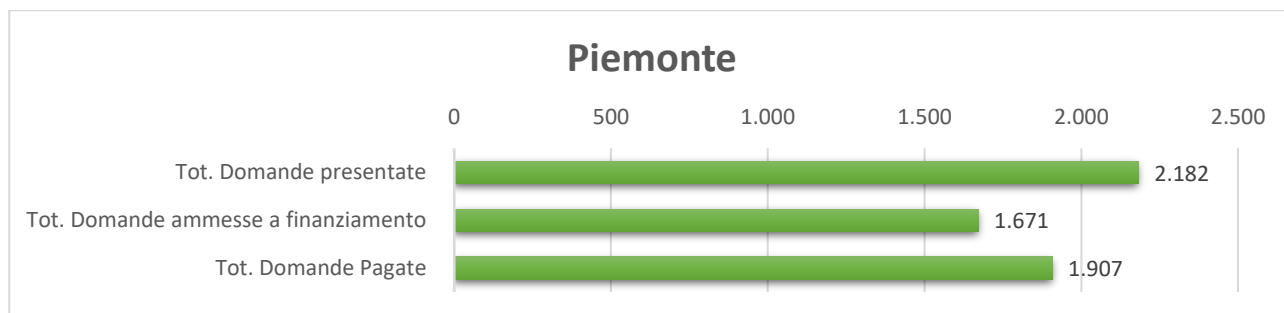 Piemonte
0 500 1.000 1.500 2.000 2.500
Tot. Domande presentate 2.182
Tot. Domande ammesse a finanziamento 1.671
Tot. Domande Pagate 1.907